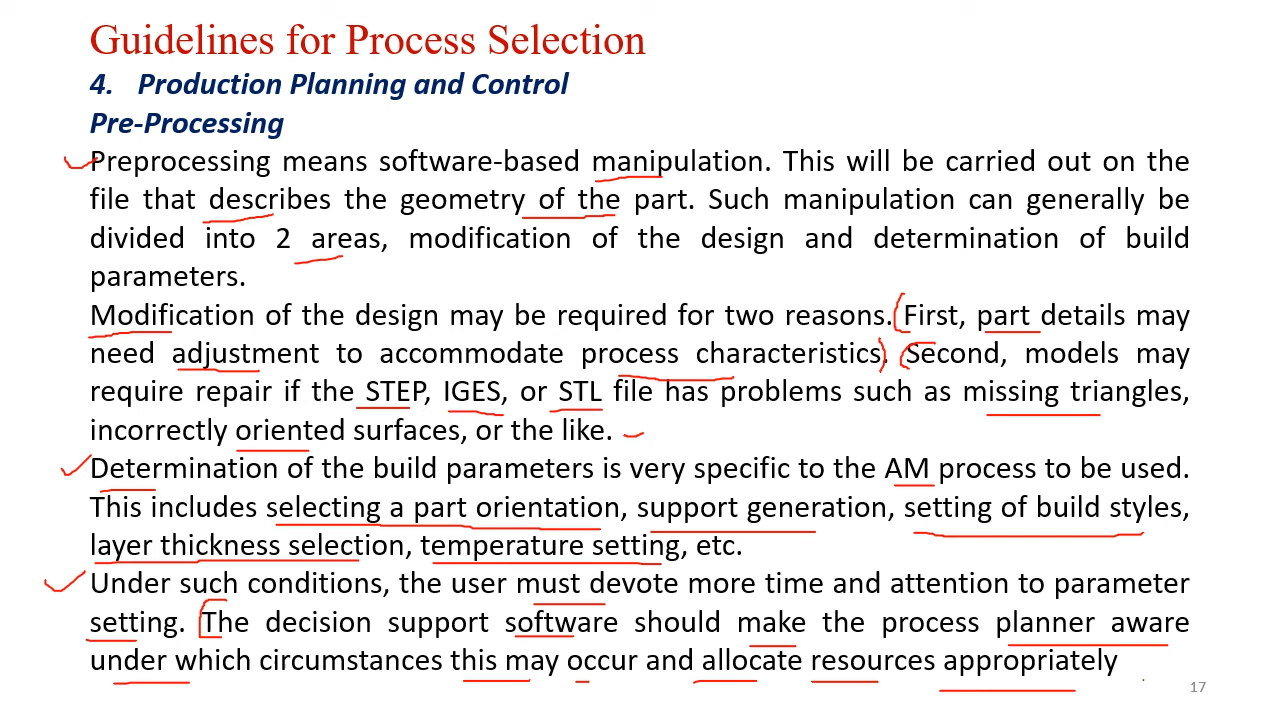 Guidelines for Process Selection
4. Production Planning and Control
Pre-Processing
Preprocessing means software-based manipulation. This will be carried out on the
file that describes the geometry of the part. Such manipulation can generally be
divided into 2 areas, modification of the design and determination of build
parameters.
Modification of the design may be required for two reasons. First, part details may
need adjustment to accommodate process characteristics. Second, models may
require repair if the STEP, IGES, or STL file has problems such as missing triangles,
incorrectly oriented surfaces, or the like.
Determination of the build parameters is very specific to the AM process to be used.
This includes selecting a part orientation, support generation, setting of build styles,
layer thickness selection, temperature setting, etc.
Under such conditions, the user must devote more time and attention to parameter
setting. The decision support software should make the process planner aware
under which circumstances this may occur and allocate resources appropriately
17